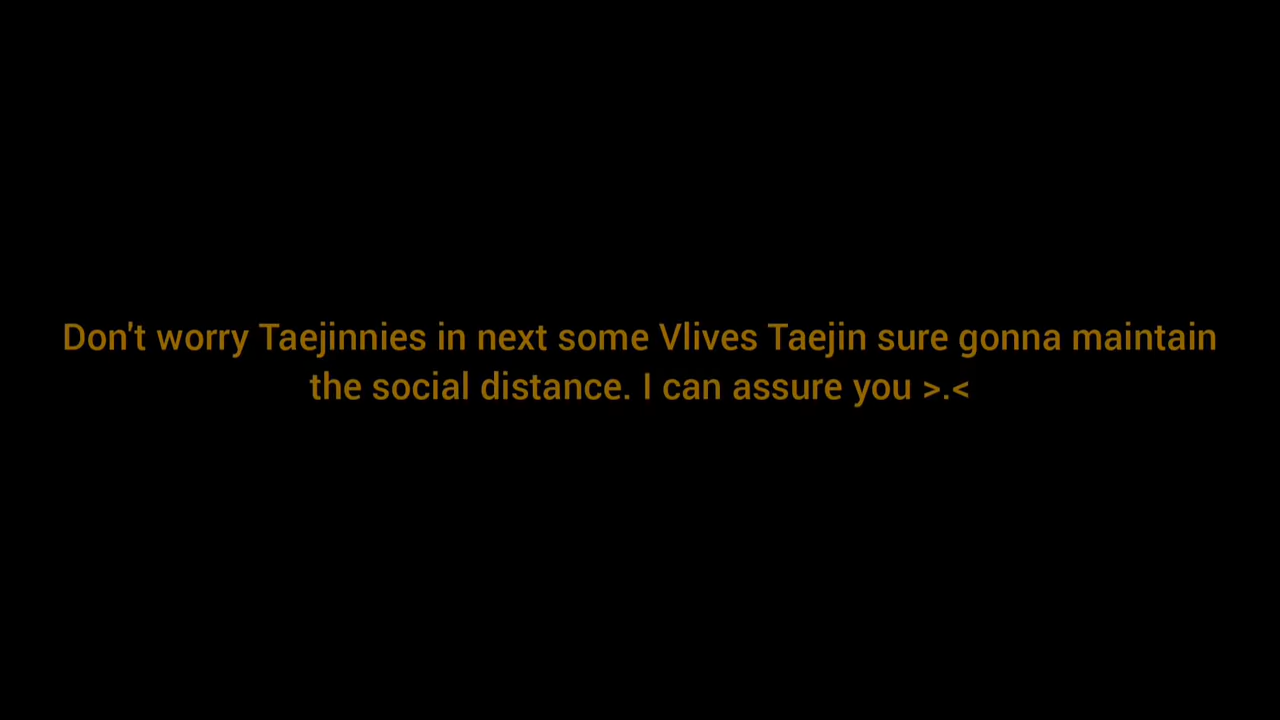 Don't worry Taejinnies in next some Vlives Taejin sure gonna maintain
the social distance. I can assure you >.<